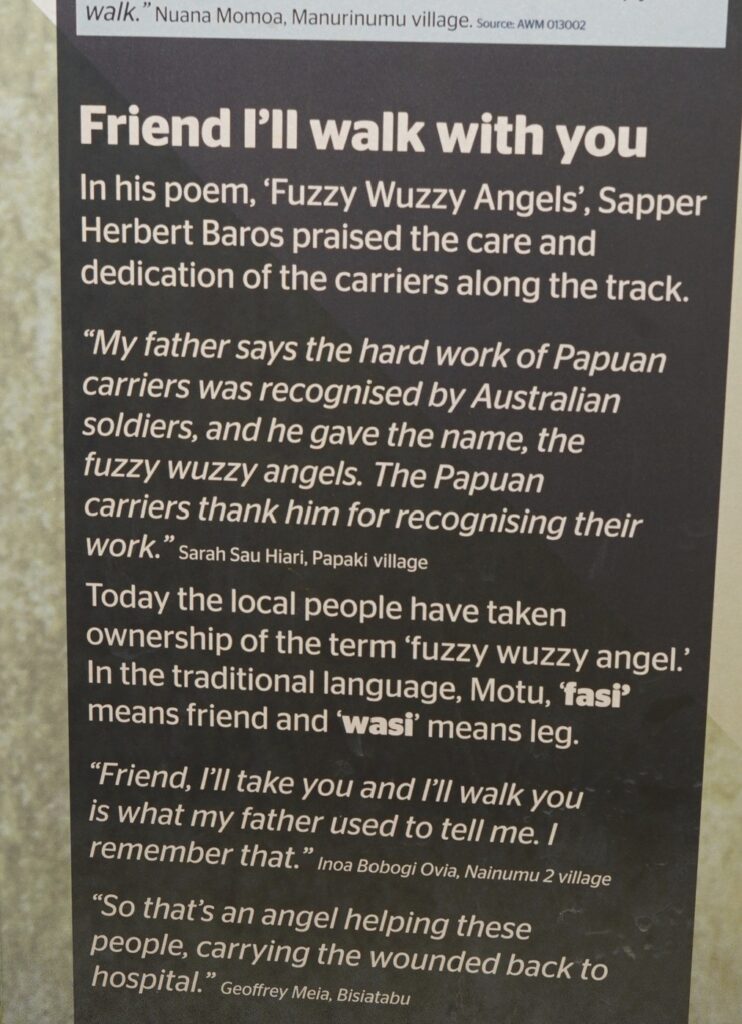 walk.” Nuana Momoa, Manurinumu village. Source: AWM 013002
Friend I’ll walk with you
In his poem, ‘Fuzzy Wuzzy Angels’, Sapper
Herbert Baros praised the care and
dedication of the carriers along the track.
“My father says the hard work of Papuan
carriers was recognised by Australian
soldiers, and he gave the name, the
fuzzy wuzzy angels. The Papuan
carriers thank him for recognising their
work.” Sarah Sau Hiari, Papaki village
Today the local people have taken
ownership of the term ‘fuzzy wuzzy angel.’
In the traditional language, Motu, ‘fasi’
means friend and ‘wasi’ means leg.
“Friend, I’ll take you and I’ll walk you
is what my father used to tell me. I
remember that.” Inoa Bobogi Ovia, Nainumu 2 village
“So that’s an angel helping these
people, carrying the wounded back to
hospital.” Geoffrey Meia, Bisiatabu